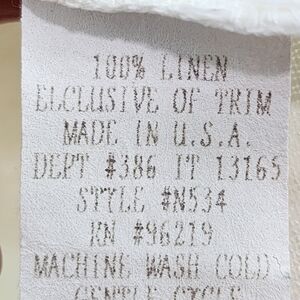 100% LINEN
ELCLUSIVE OF TRIM
MADE IN U.S.A.
DEPT #386 IT 13165
STYLE #N534
RN #96219
MACHINE WASH COLD
GENTLE CYCLE